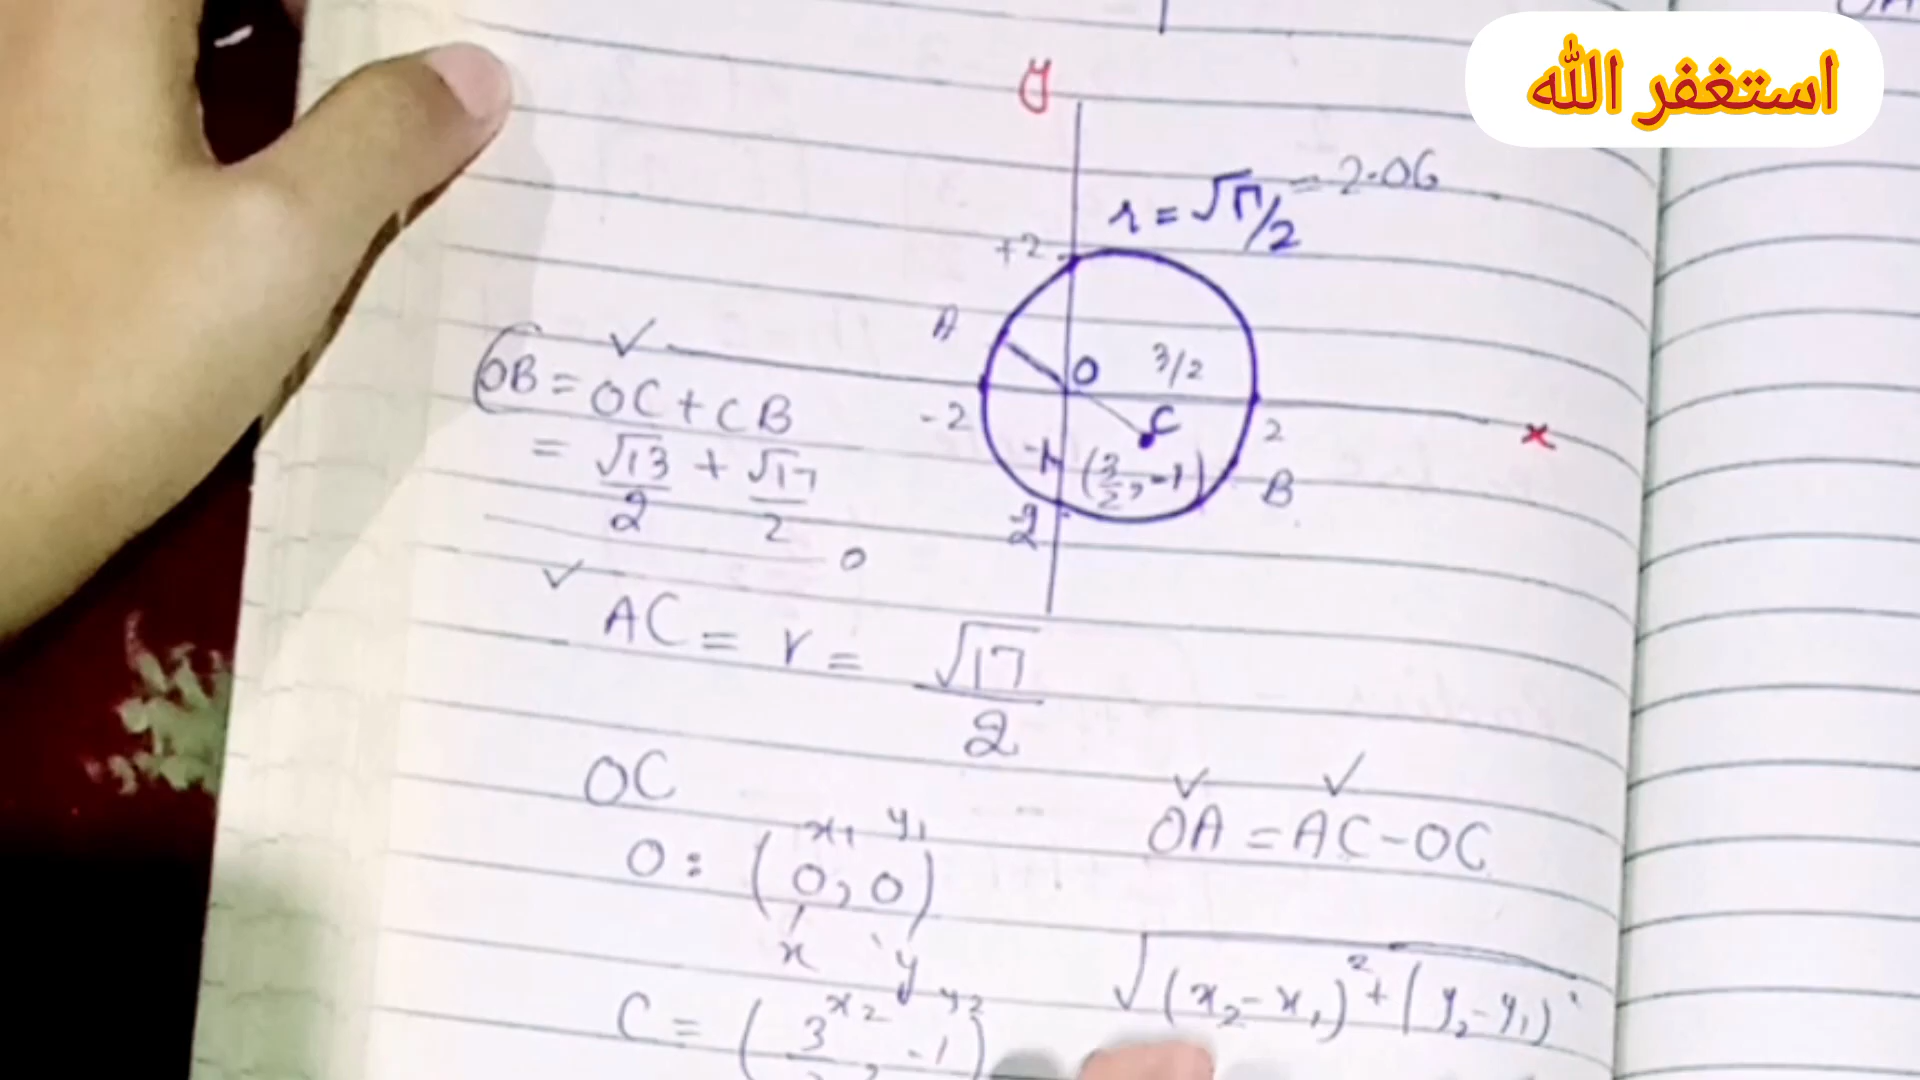 استغفر الله
y
r = √17/2 = 2.06
+2
A
O 3/2
C
-2
2
x
-1 (3/2, -1)
B
-2
OB = OC + CB
= √13/2 + √17/2
AC = r = √17/2
OC
OA = AC - OC
x₁ y₁
O : (0, 0)
x y
√(x₂ - x₁)² + (y₂ - y₁)
x₂ y₂
C = (3 , -1)